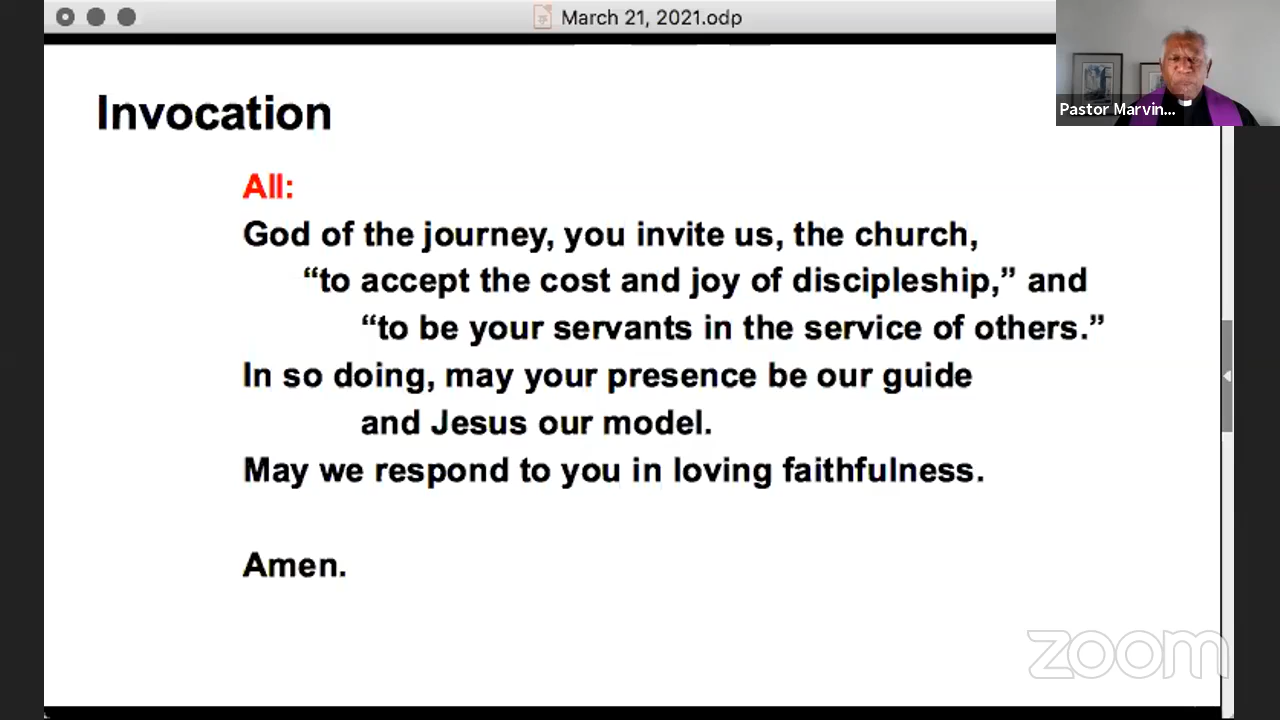 March 21, 2021.odp
Pastor Marvin...
Invocation
All:
God of the journey, you invite us, the church,
“to accept the cost and joy of discipleship,” and
“to be your servants in the service of others.”
In so doing, may your presence be our guide
and Jesus our model.
May we respond to you in loving faithfulness.
Amen.
zoom